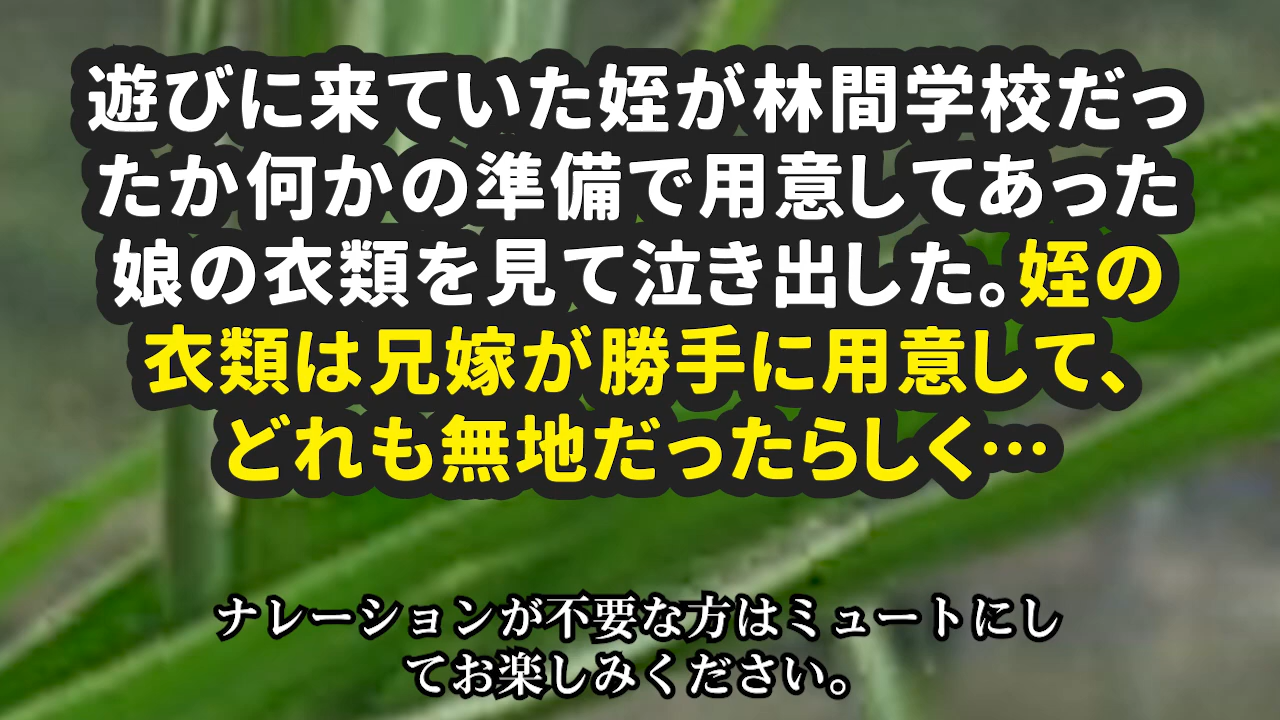 遊びに来ていた姪が林間学校だっ
たか何かの準備で用意してあった
娘の衣類を見て泣き出した。姪の
衣類は兄嫁が勝手に用意して、
どれも無地だったらしく…
ナレーションが不要な方はミュートにし
てお楽しみください。